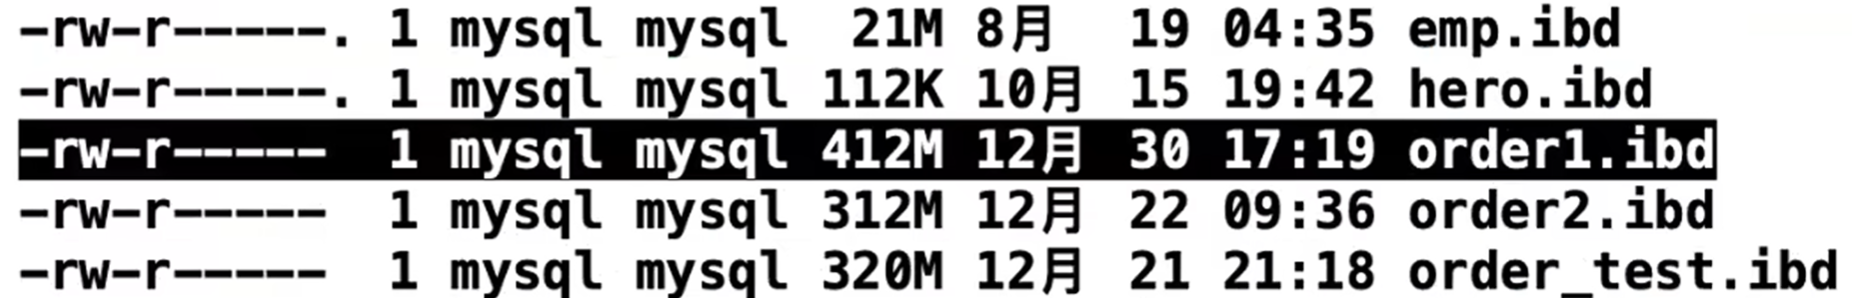 -rw-r-----. 1 mysql mysql  21M 8月   19 04:35 emp.ibd
-rw-r-----. 1 mysql mysql 112K 10月  15 19:42 hero.ibd
-rw-r-----  1 mysql mysql 412M 12月  30 17:19 order1.ibd
-rw-r-----  1 mysql mysql 312M 12月  22 09:36 order2.ibd
-rw-r-----  1 mysql mysql 320M 12月  21 21:18 order_test.ibd